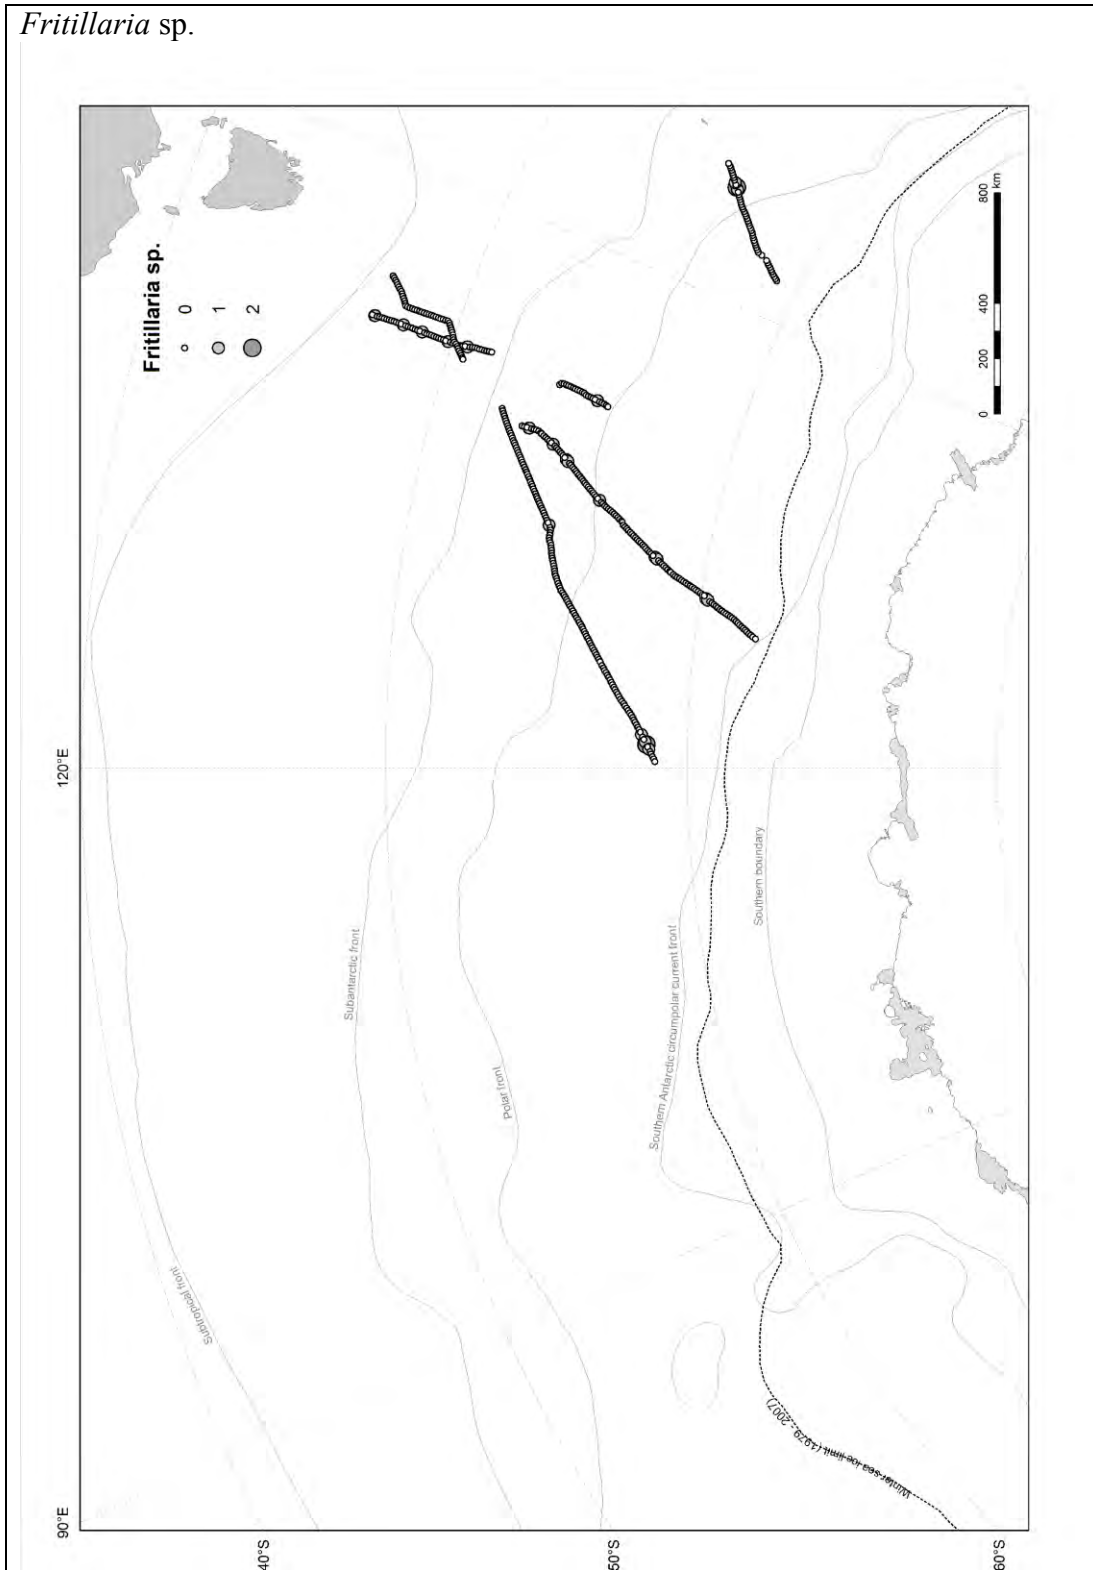 Fritillaria sp.
Fritillaria sp.
0
1
2
800
km
400
200
0
120°E
Subantarctic front
Polar front
Southern Antarctic circumpolar current front
Southern boundary
Subtropical front
Winter sea ice limit (1979 - 2007)
90°E
40°S
50°S
60°S